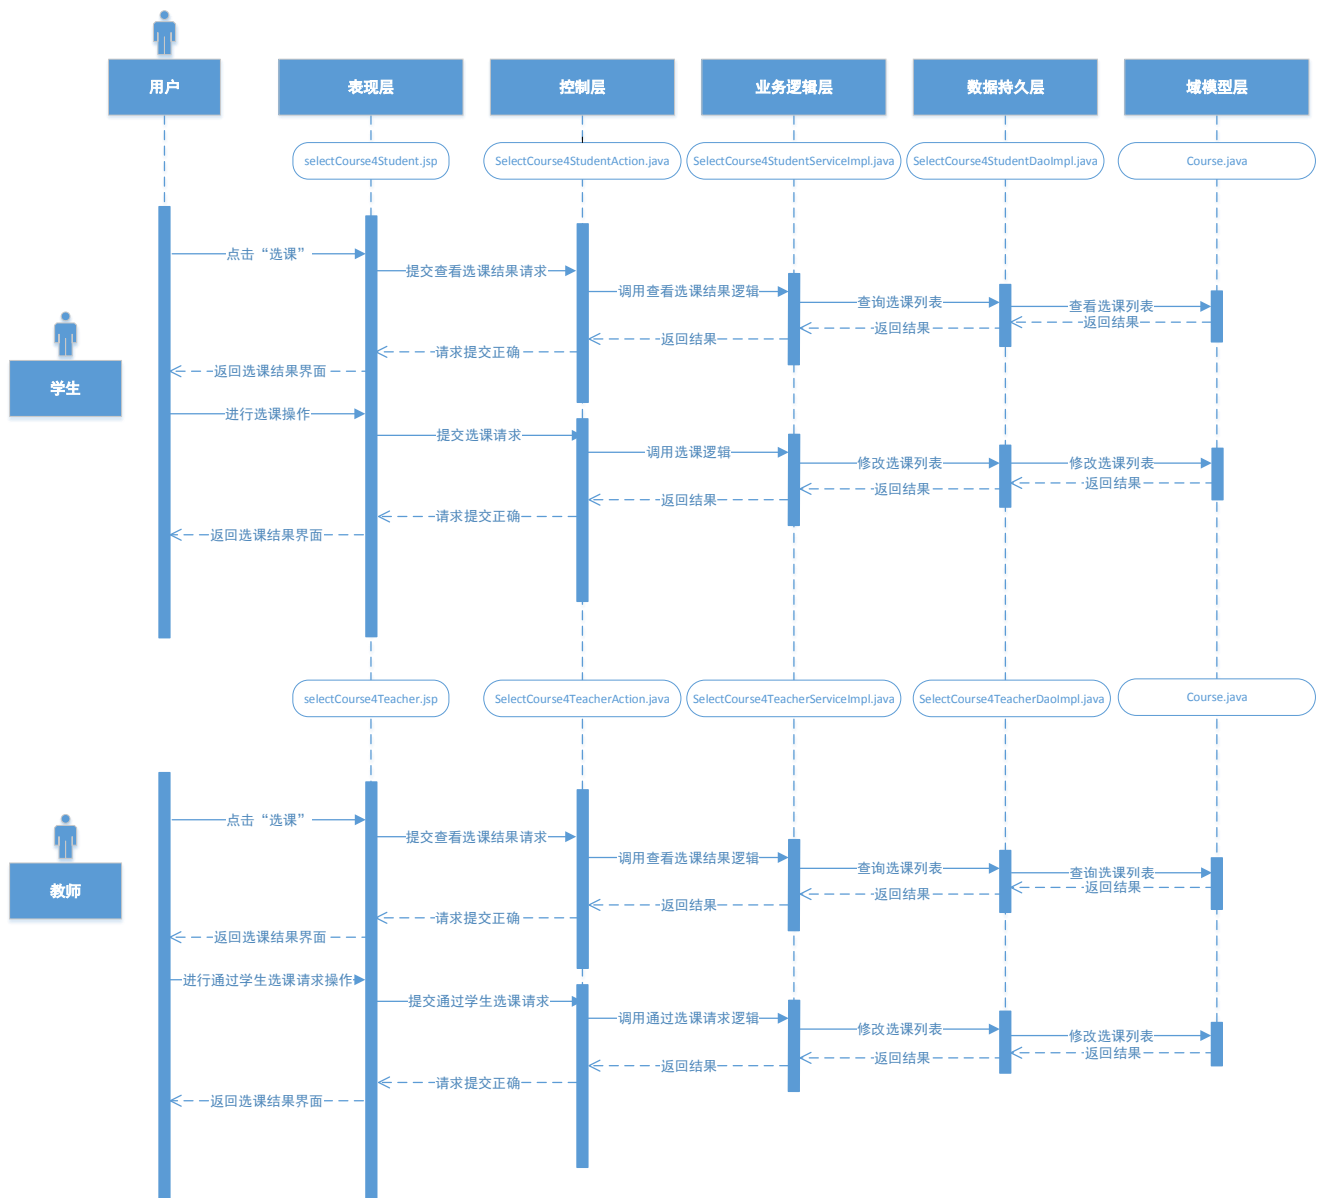 用户
表现层
控制层
业务逻辑层
数据持久层
域模型层
selectCourse4Student.jsp
SelectCourse4StudentAction.java
SelectCourse4StudentServiceImpl.java
SelectCourse4StudentDaoImpl.java
Course.java
点击“选课”
提交查看选课结果请求
调用查看选课结果逻辑
查询选课列表
查看选课列表
返回结果
返回结果
返回结果
请求提交正确
返回选课结果界面
学生
进行选课操作
提交选课请求
调用选课逻辑
修改选课列表
修改选课列表
返回结果
返回结果
返回结果
请求提交正确
返回选课结果界面
selectCourse4Teacher.jsp
SelectCourse4TeacherAction.java
SelectCourse4TeacherServiceImpl.java
SelectCourse4TeacherDaoImpl.java
Course.java
点击“选课”
提交查看选课结果请求
调用查看选课结果逻辑
查询选课列表
查询选课列表
返回结果
返回结果
返回结果
请求提交正确
返回选课结果界面
教师
进行通过学生选课请求操作
提交通过学生选课请求
调用通过选课请求逻辑
修改选课列表
修改选课列表
返回结果
返回结果
返回结果
请求提交正确
返回选课结果界面